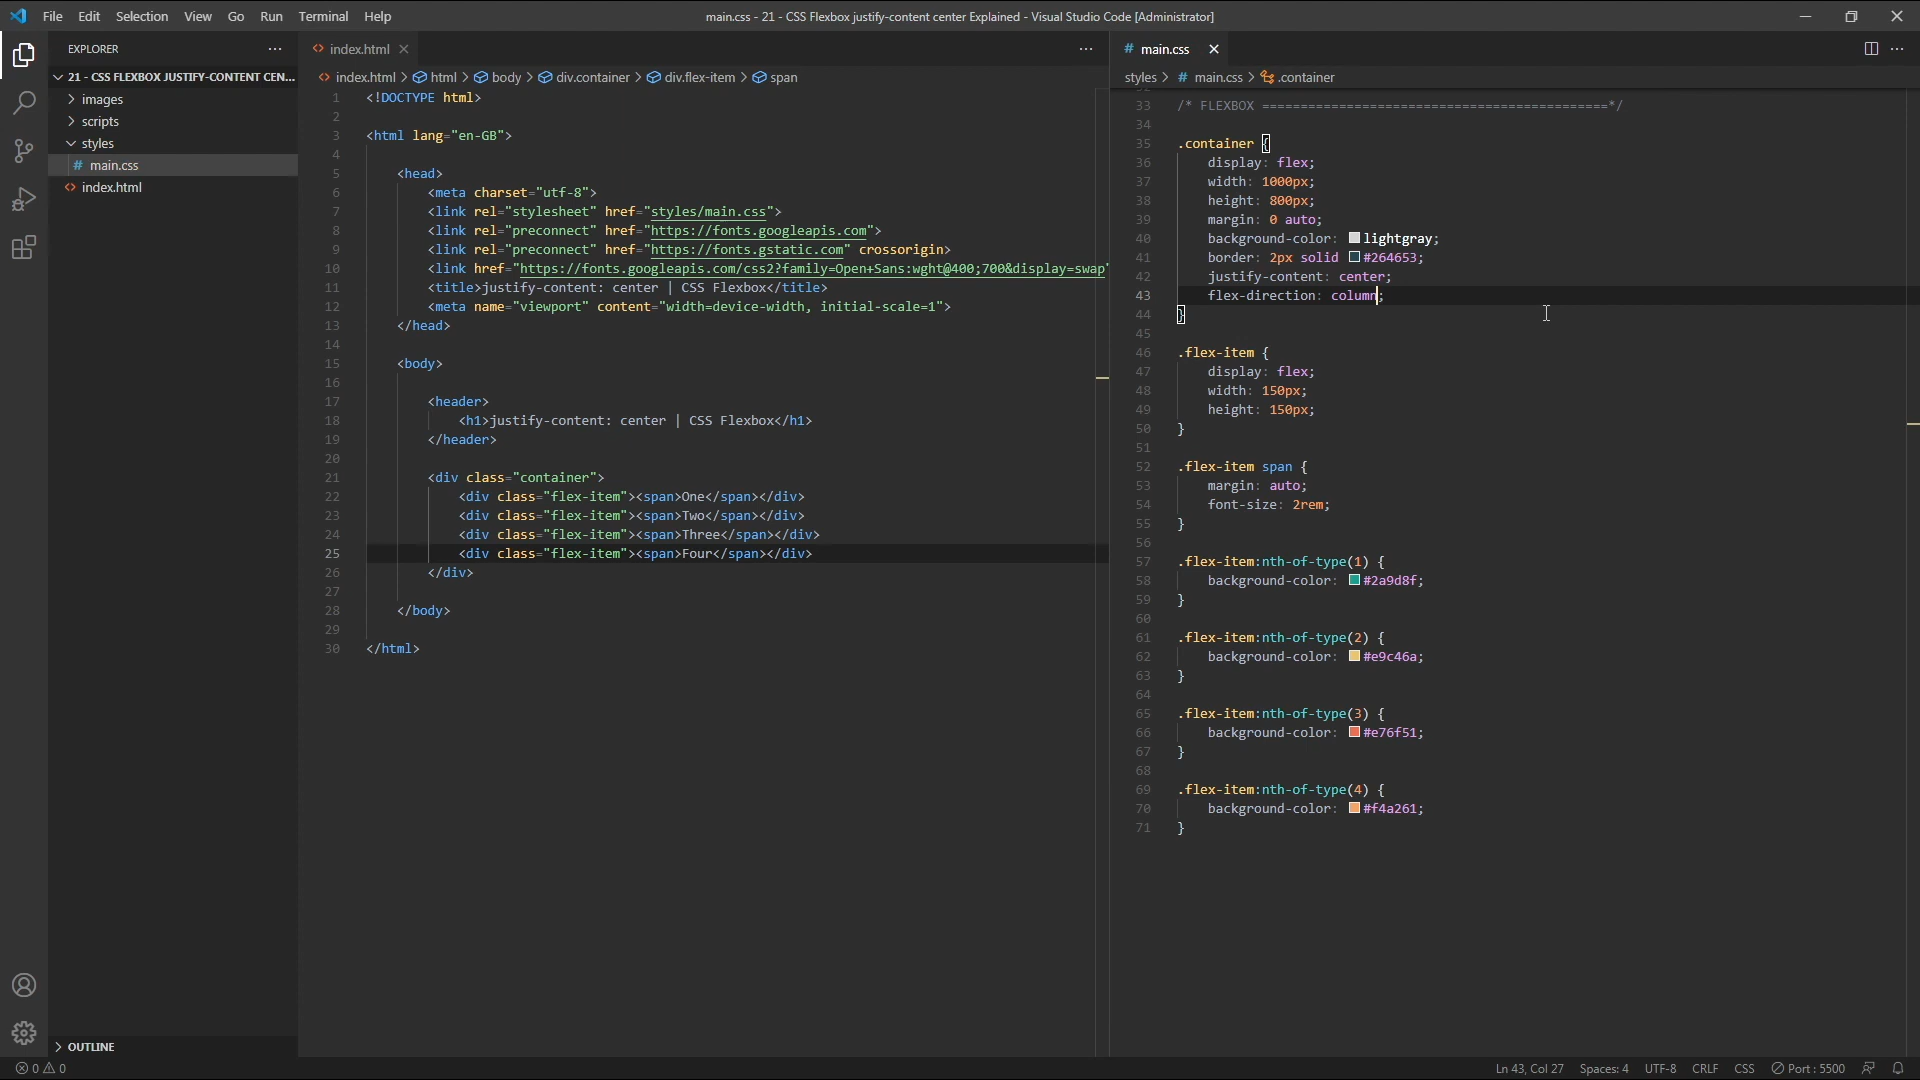 File Edit Selection View Go Run Terminal Help
main.css - 21 - CSS Flexbox justify-content center Explained - Visual Studio Code [Administrator]
EXPLORER
21 - CSS FLEXBOX JUSTIFY-CONTENT CEN...
images
scripts
styles
# main.css
<> index.html
OUTLINE
<> index.html
<> index.html > html > body > div.container > div.flex-item > span
1 <!DOCTYPE html>
2
3 <html lang="en-GB">
4
5 <head>
6 <meta charset="utf-8">
7 <link rel="stylesheet" href="styles/main.css">
8 <link rel="preconnect" href="https://fonts.googleapis.com">
9 <link rel="preconnect" href="https://fonts.gstatic.com" crossorigin>
10 <link href="https://fonts.googleapis.com/css2?family=Open+Sans:wght@400;700&display=swap"
11 <title>justify-content: center | CSS Flexbox</title>
12 <meta name="viewport" content="width=device-width, initial-scale=1">
13 </head>
14
15 <body>
16
17 <header>
18 <h1>justify-content: center | CSS Flexbox</h1>
19 </header>
20
21 <div class="container">
22 <div class="flex-item"><span>One</span></div>
23 <div class="flex-item"><span>Two</span></div>
24 <div class="flex-item"><span>Three</span></div>
25 <div class="flex-item"><span>Four</span></div>
26 </div>
27
28 </body>
29
30 </html>
# main.css
styles > # main.css > .container
33 /* FLEXBOX =============================================*/
34
35 .container {
36 display: flex;
37 width: 1000px;
38 height: 800px;
39 margin: 0 auto;
40 background-color: lightgray;
41 border: 2px solid #264653;
42 justify-content: center;
43 flex-direction: column;
44 }
45
46 .flex-item {
47 display: flex;
48 width: 150px;
49 height: 150px;
50 }
51
52 .flex-item span {
53 margin: auto;
54 font-size: 2rem;
55 }
56
57 .flex-item:nth-of-type(1) {
58 background-color: #2a9d8f;
59 }
60
61 .flex-item:nth-of-type(2) {
62 background-color: #e9c46a;
63 }
64
65 .flex-item:nth-of-type(3) {
66 background-color: #e76f51;
67 }
68
69 .flex-item:nth-of-type(4) {
70 background-color: #f4a261;
71 }
0 0
Ln 43, Col 27 Spaces: 4 UTF-8 CRLF CSS Port : 5500